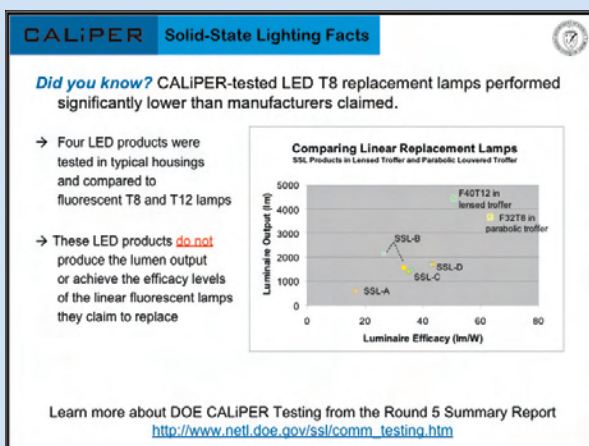 CALiPER Solid-State Lighting Facts
Did you know? CALiPER-tested LED T8 replacement lamps performed
significantly lower than manufacturers claimed.
→ Four LED products were
tested in typical housings
and compared to
fluorescent T8 and T12 lamps
→ These LED products do not
produce the lumen output
or achieve the efficacy levels
of the linear fluorescent lamps
they claim to replace
Comparing Linear Replacement Lamps
SSL Products in Lensed Troffer and Parabolic Louvered Troffer
Luminaire Output (lm)
5000
4000
3000
2000
1000
0
F40T12 in
lensed troffer
F32T8 in
parabolic troffer
SSL-B
SSL-D
SSL-C
SSL-A
0 20 40 60 80
Luminaire Efficacy (lm/W)
Learn more about DOE CALiPER Testing from the Round 5 Summary Report
http://www.netl.doe.gov/ssl/comm_testing.htm